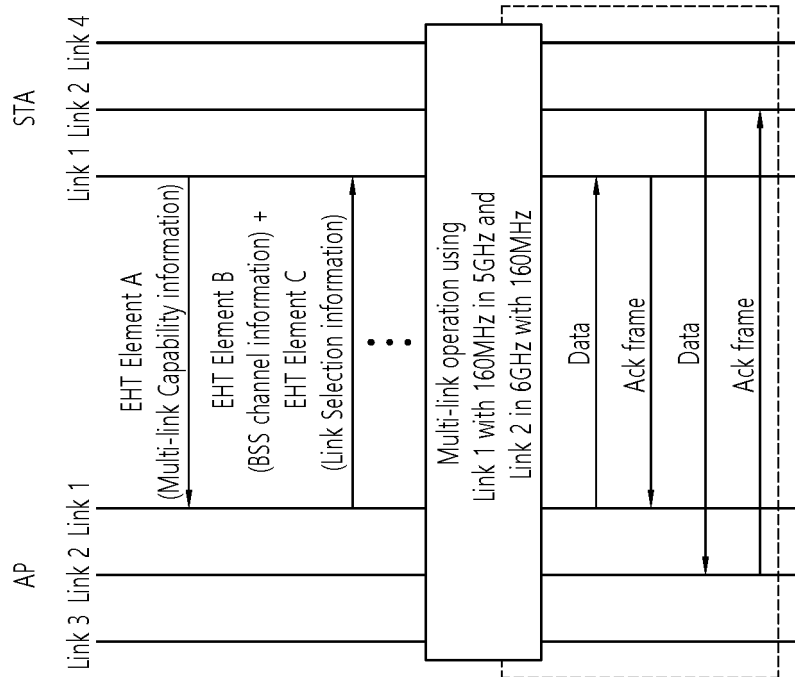 AP
STA
Link 3
Link 2
Link 1
Link 1
Link 2
Link 4
EHT Element A
(Multi-link Capability information)
EHT Element B
(BSS channel information) +
EHT Element C
(Link Selection information)
Multi-link operation using
Link 1 with 160MHz in 5GHz and
Link 2 in 6GHz with 160MHz
Data
Ack frame
Data
Ack frame